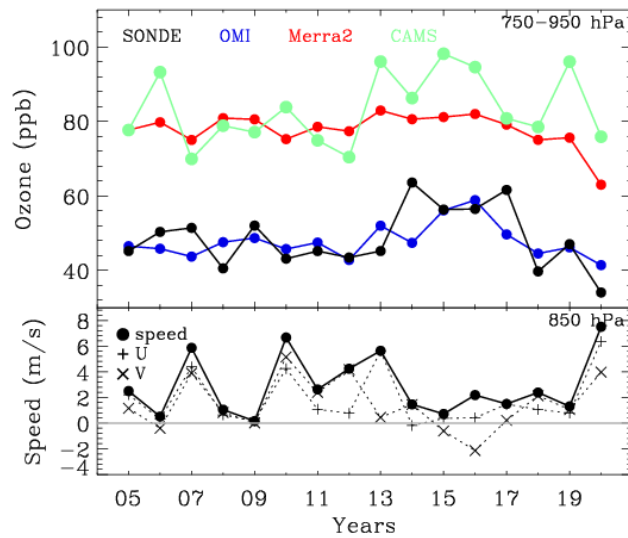 750-950 hPa
SONDE OMI Merra2 CAMS
100
80
60
40
Ozone (ppb)
850 hPa
speed
U
V
8
6
4
2
0
-2
-4
Speed (m/s)
05 07 09 11 13 15 17 19
Years